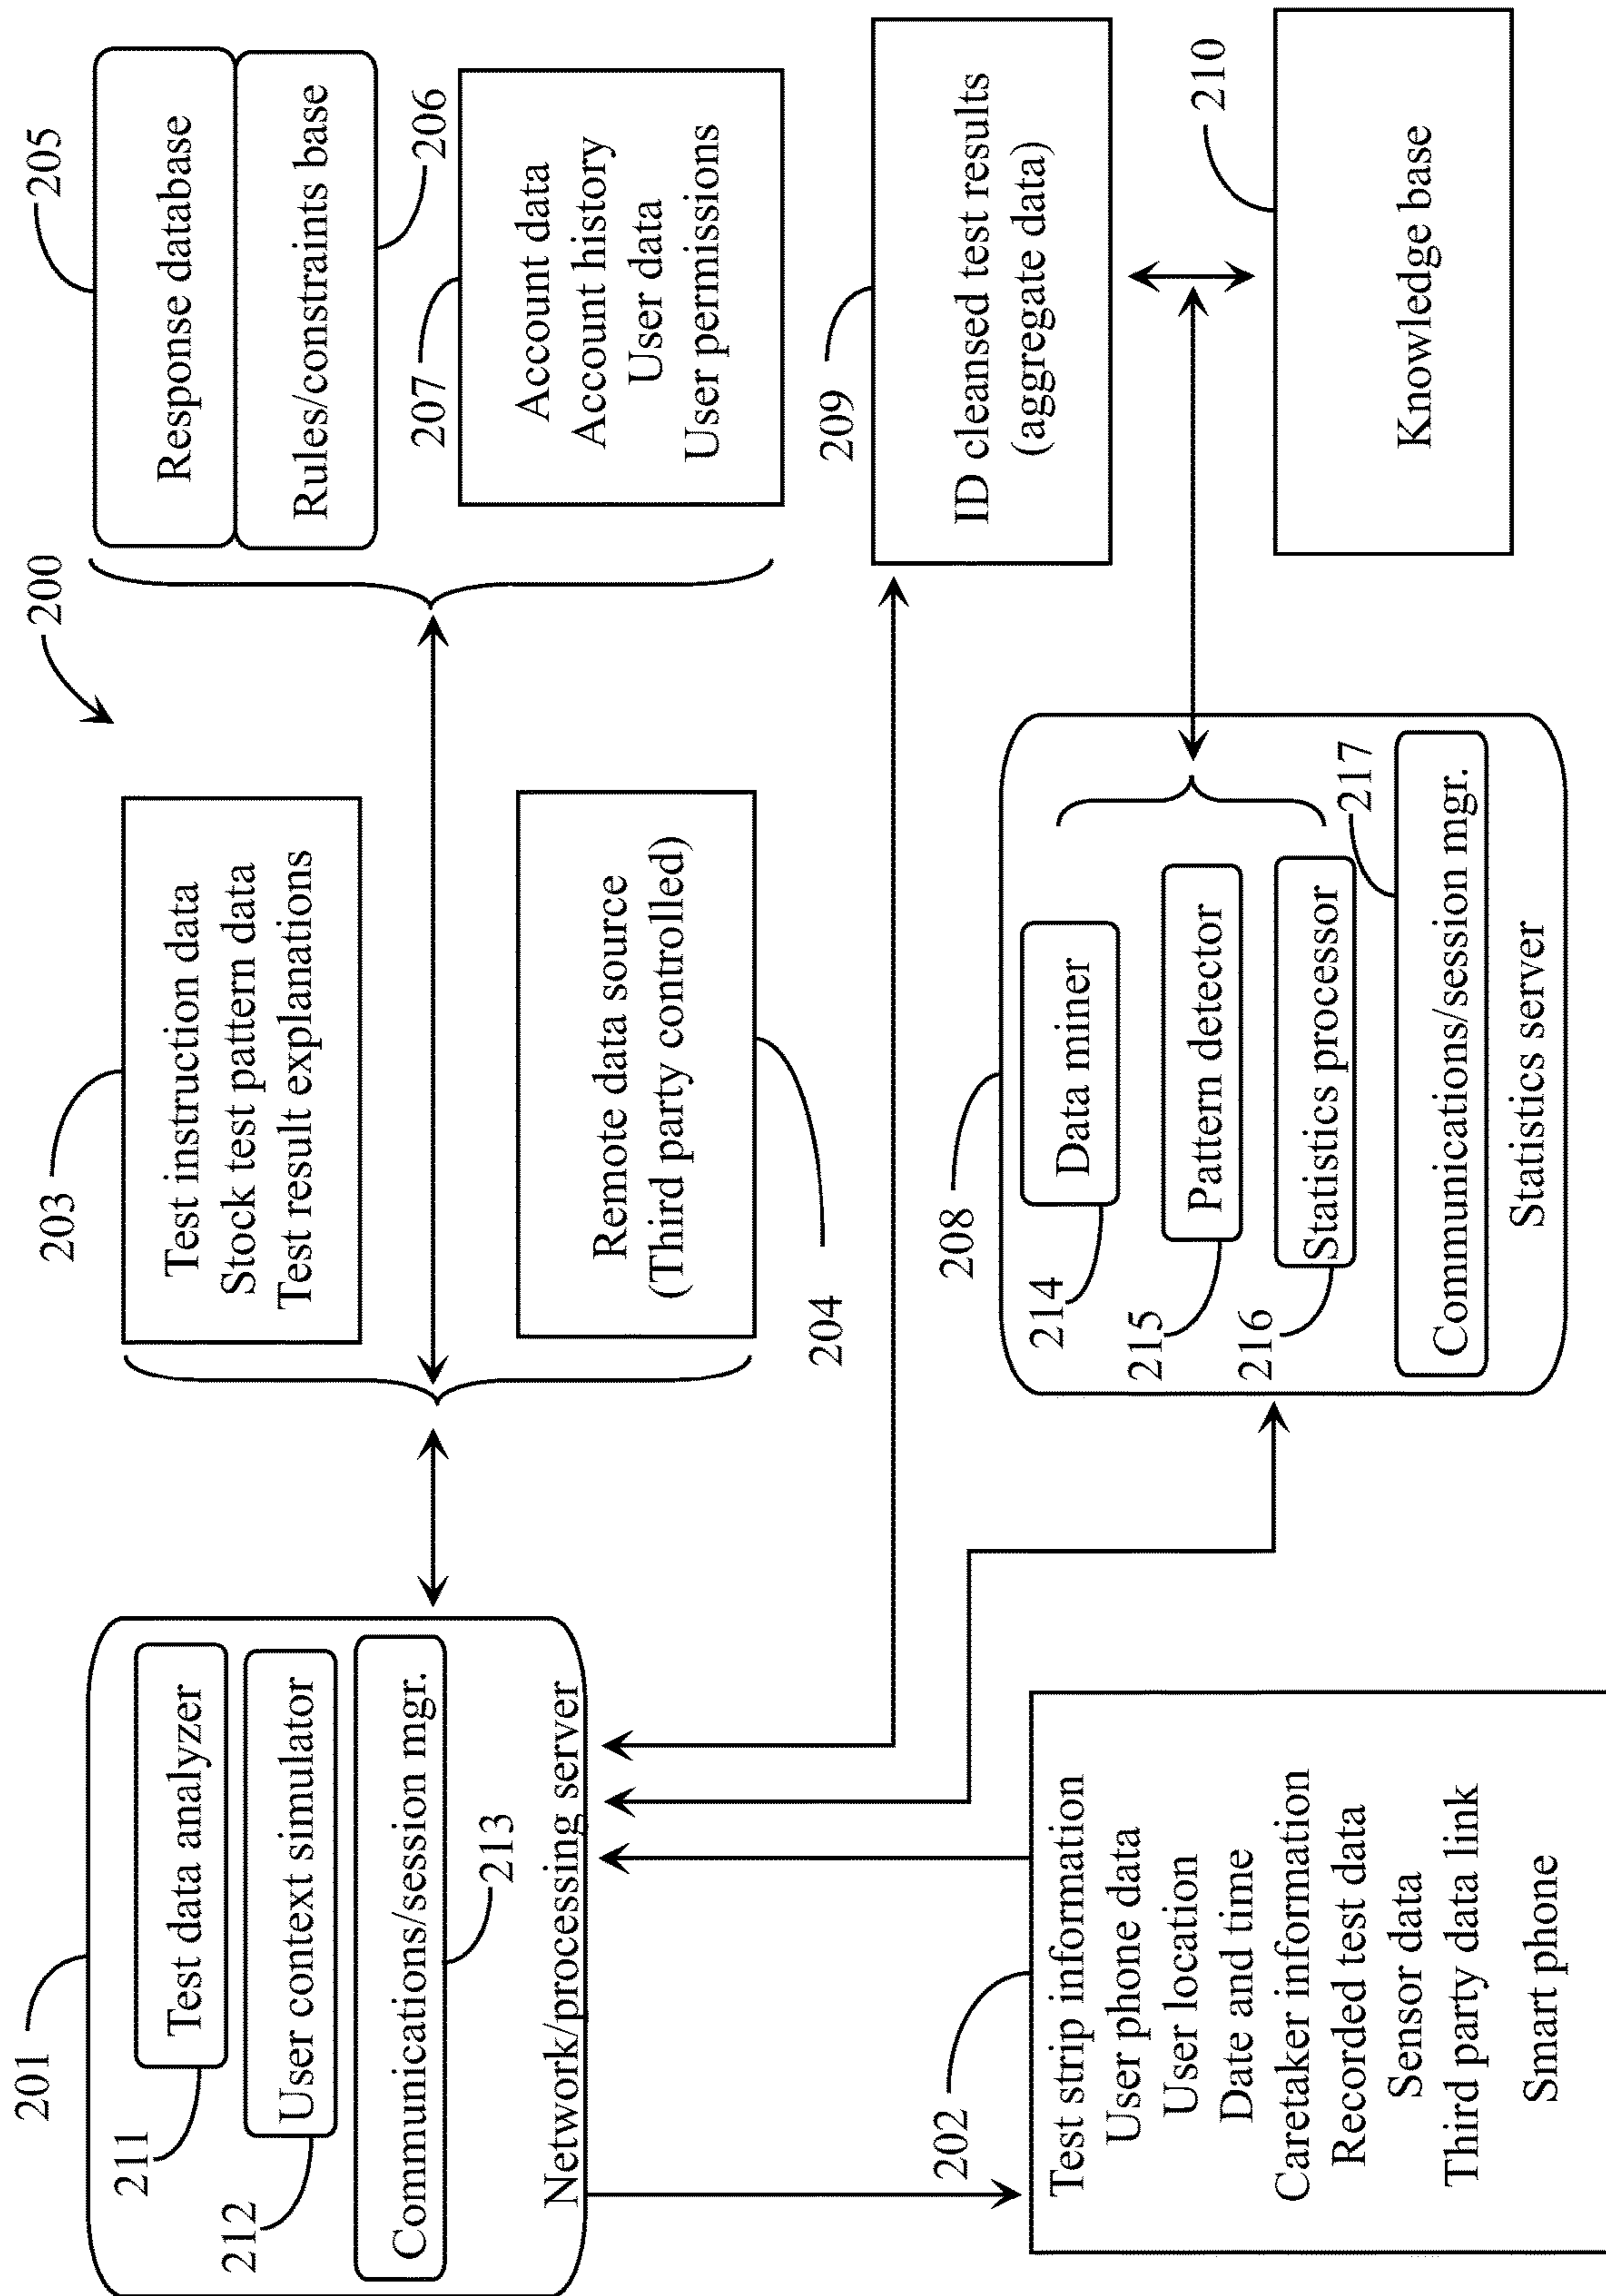 200
201
211
Test data analyzer
212
User context simulator
Communications/session mgr.
213
Network/processing server
203
Test instruction data
Stock test pattern data
Test result explanations
Remote data source
(Third party controlled)
204
205
Response database
Rules/constraints base
206
207
Account data
Account history
User data
User permissions
202
Test strip information
User phone data
User location
Date and time
Caretaker information
Recorded test data
Sensor data
Third party data link
Smart phone
208
214
Data miner
215
Pattern detector
216
Statistics processor
217
Communications/session mgr.
Statistics server
209
ID cleansed test results
(aggregate data)
210
Knowledge base